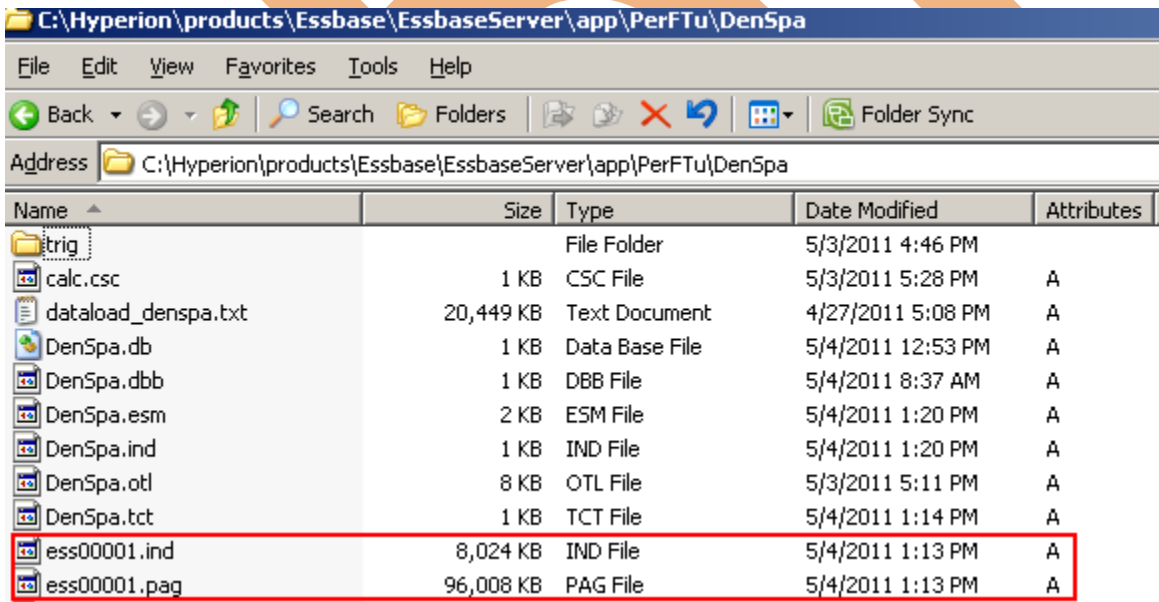 C:\Hyperion\products\Essbase\EssbaseServer\app\PerFTu\DenSpa
File Edit View Favorites Tools Help
Back Search Folders Folder Sync
Address C:\Hyperion\products\Essbase\EssbaseServer\app\PerFTu\DenSpa
Name Size Type Date Modified Attributes
trig File Folder 5/3/2011 4:46 PM
calc.csc 1 KB CSC File 5/3/2011 5:28 PM A
dataload_denspa.txt 20,449 KB Text Document 4/27/2011 5:08 PM A
DenSpa.db 1 KB Data Base File 5/4/2011 12:53 PM A
DenSpa.dbb 1 KB DBB File 5/4/2011 8:37 AM A
DenSpa.esm 2 KB ESM File 5/4/2011 1:20 PM A
DenSpa.ind 1 KB IND File 5/4/2011 1:20 PM A
DenSpa.otl 8 KB OTL File 5/3/2011 5:11 PM A
DenSpa.tct 1 KB TCT File 5/4/2011 1:14 PM A
ess00001.ind 8,024 KB IND File 5/4/2011 1:13 PM A
ess00001.pag 96,008 KB PAG File 5/4/2011 1:13 PM A